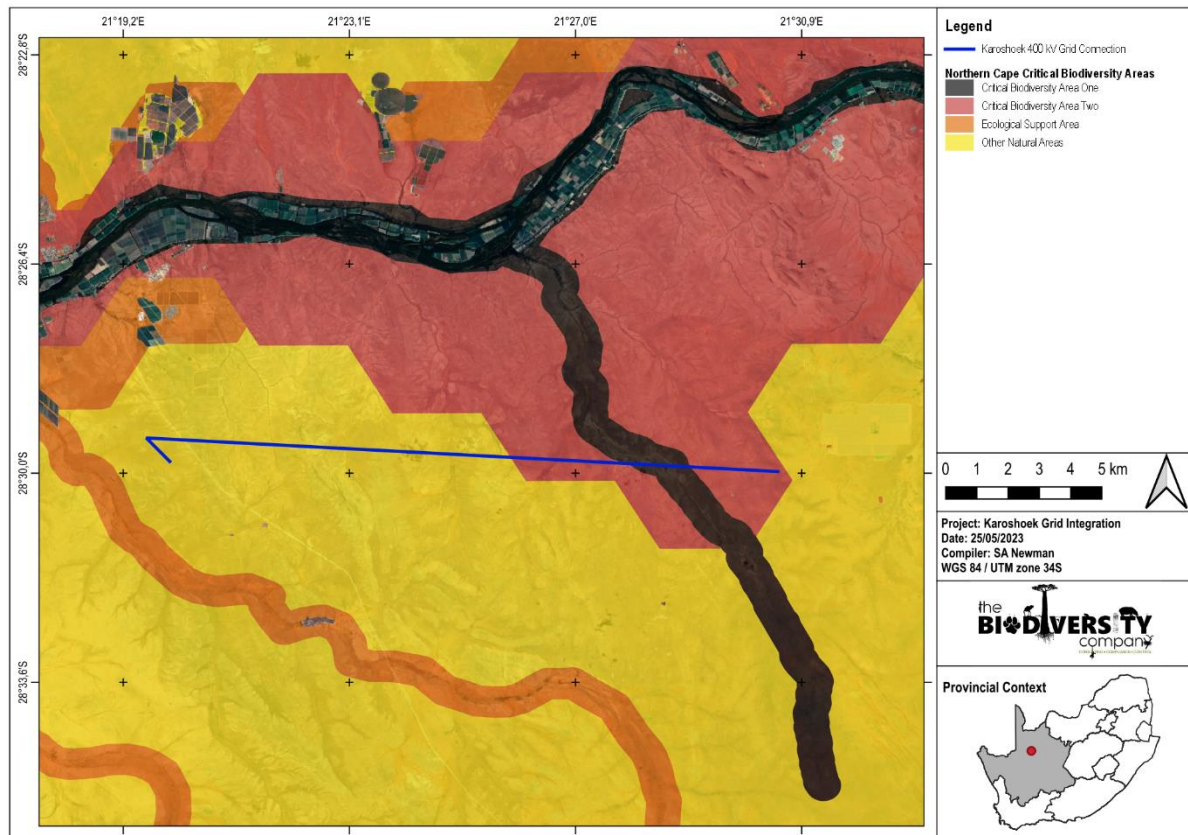 21°19,2'E 21°23,1'E 21°27,0'E 21°30,9'E
28°22,8'S
28°26,4'S
28°30,0'S
28°33,6'S
Legend
Karoshoek 400 kV Grid Connection
Northern Cape Critical Biodiversity Areas
Critical Biodiversity Area One
Critical Biodiversity Area Two
Ecological Support Area
Other Natural Areas
0 1 2 3 4 5 km
Project: Karoshoek Grid Integration
Date: 25/05/2023
Compiler: SA Newman
WGS 84 / UTM zone 34S
the
BIODIVERSITY
company
Provincial Context